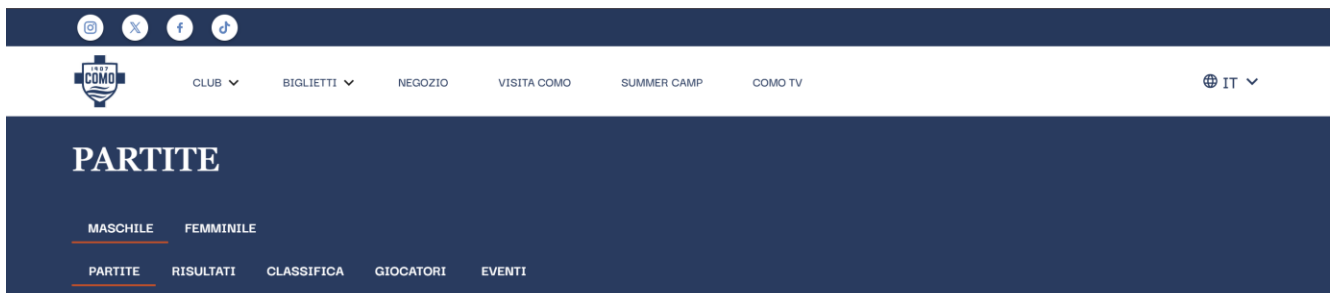 1907
COMO
CLUB BIGLIETTI NEGOZIO VISITA COMO SUMMER CAMP COMO TV IT
PARTITE
MASCHILE FEMMINILE
PARTITE RISULTATI CLASSIFICA GIOCATORI EVENTI